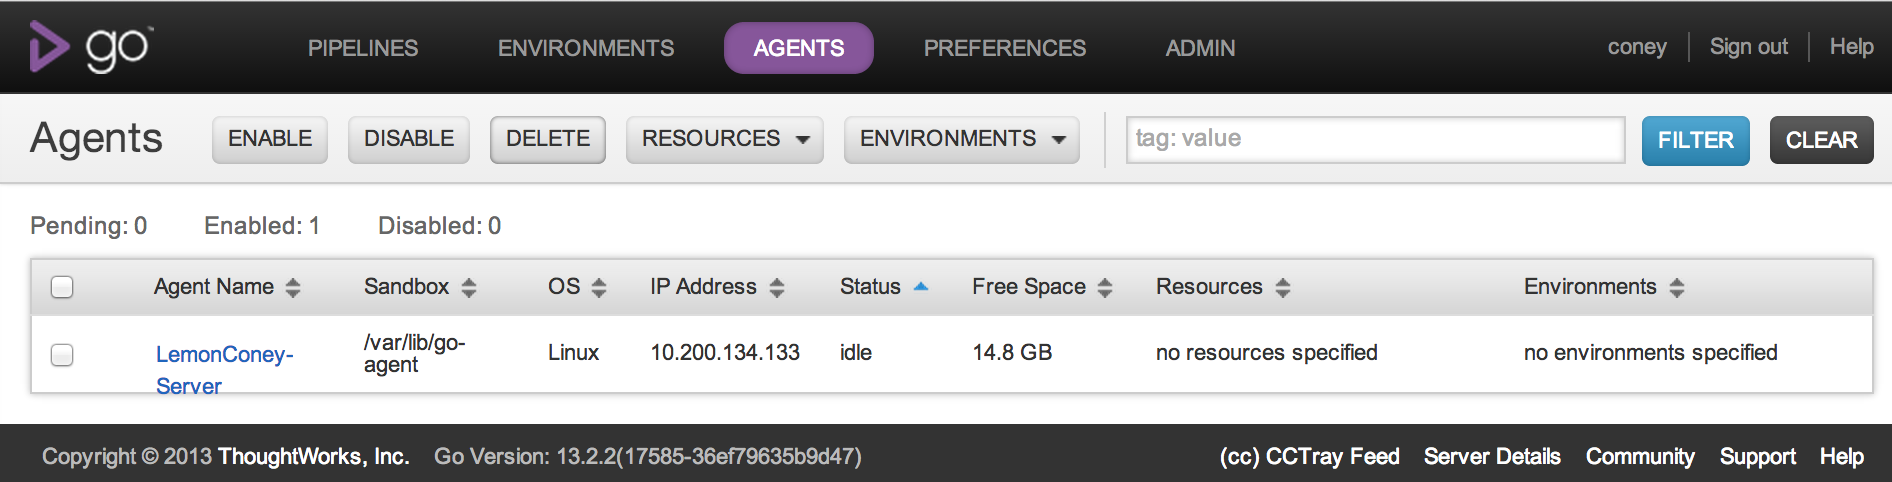 go™ PIPELINES ENVIRONMENTS AGENTS PREFERENCES ADMIN coney Sign out Help
Agents ENABLE DISABLE DELETE RESOURCES ENVIRONMENTS tag: value FILTER CLEAR
Pending: 0 Enabled: 1 Disabled: 0
Agent Name Sandbox OS IP Address Status Free Space Resources Environments
LemonConey-
Server
/var/lib/go-
agent
Linux 10.200.134.133 idle 14.8 GB no resources specified no environments specified
Copyright © 2013 ThoughtWorks, Inc. Go Version: 13.2.2(17585-36ef79635b9d47) (cc) CCTray Feed Server Details Community Support Help